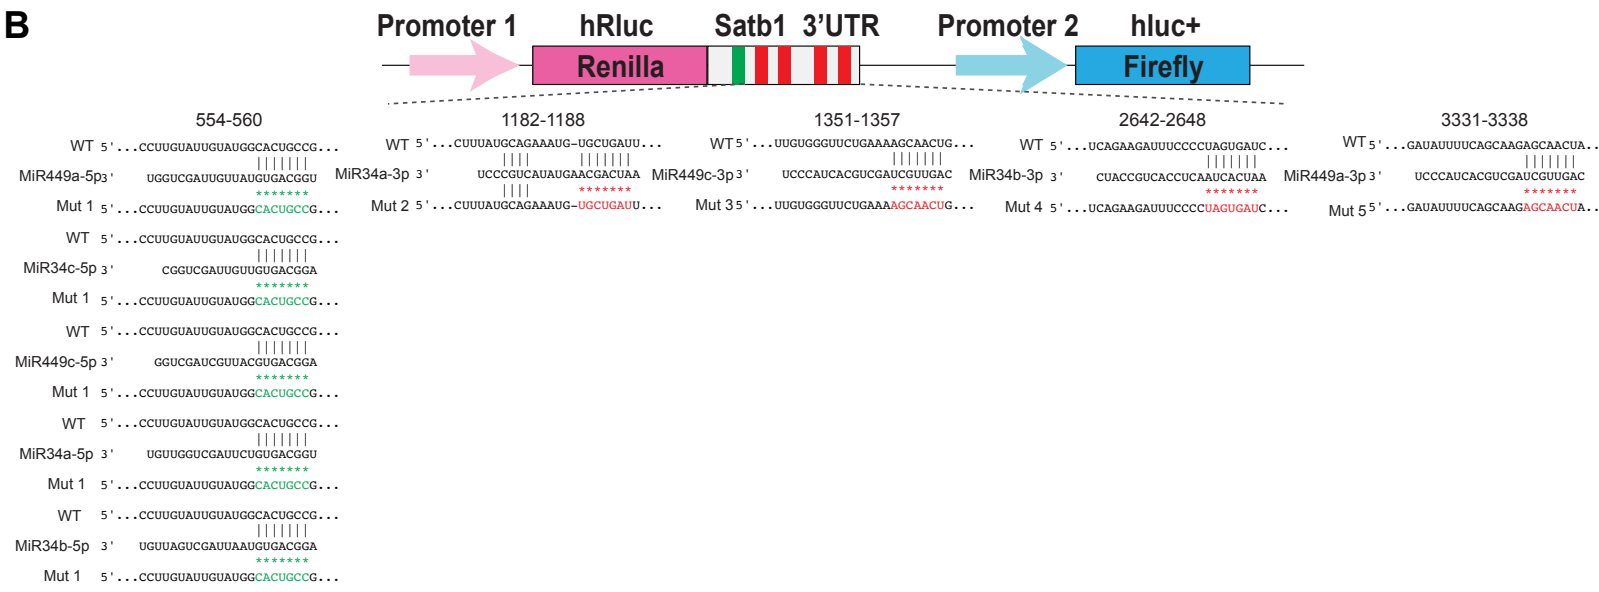 B
Promoter 1 hRluc Satb1 3'UTR Promoter 2 hluc+
Renilla Firefly
554-560
WT 5'...CCUUGUAUUGUAUGGCACUGCCG...
MiR449a-5p 3' UGGUCGAUUGUUAUGUGACGGU
*******
Mut 1 5'...CCUUGUAUUGUAUGGCACUGCCG...
WT 5'...CCUUGUAUUGUAUGGCACUGCCG...
MiR34c-5p 3' CGGUCGAUUGUUGUGACGGA
*******
Mut 1 5'...CCUUGUAUUGUAUGGCACUGCCG...
WT 5'...CCUUGUAUUGUAUGGCACUGCCG...
MiR449c-5p 3' GGUCGAUCGUUACGUGACGGA
*******
Mut 1 5'...CCUUGUAUUGUAUGGCACUGCCG...
WT 5'...CCUUGUAUUGUAUGGCACUGCCG...
MiR34a-5p 3' UGUUGGUCGAUUCUGUGACGGU
*******
Mut 1 5'...CCUUGUAUUGUAUGGCACUGCCG...
WT 5'...CCUUGUAUUGUAUGGCACUGCCG...
MiR34b-5p 3' UGUUAGUCGAUUAAUGUGACGGA
*******
Mut 1 5'...CCUUGUAUUGUAUGGCACUGCCG...
1182-1188
WT 5'...CUUUAUGCAGAAAUG-UGCUGAUU...
MiR34a-3p 3' UCCCGUCAUAUGAACGACUAA
*******
Mut 2 5'...CUUUAUGCAGAAAUG-UGCUGAUU...
1351-1357
WT 5'...UUGUGGGUUCUGAAAAGCAACUG...
MiR449c-3p 3' UCCCAUCACGUCGAUCGUUGAC
*******
Mut 3 5'...UUGUGGGUUCUGAAAAGCAACUG...
2642-2648
WT 5'...UCAGAAGAUUUCCCCUAGUGAUC...
MiR34b-3p 3' CUACCGUCACCUCAAUCACUAA
*******
Mut 4 5'...UCAGAAGAUUUCCCCUAGUGAUC...
3331-3338
WT 5'...GAUAUUUUCAGCAAGAGCAACUA..
MiR449a-3p 3' UCCCAUCACGUCGAUCGUUGAC
*******
Mut 5 5'...GAUAUUUUCAGCAAGAGCAACUA..